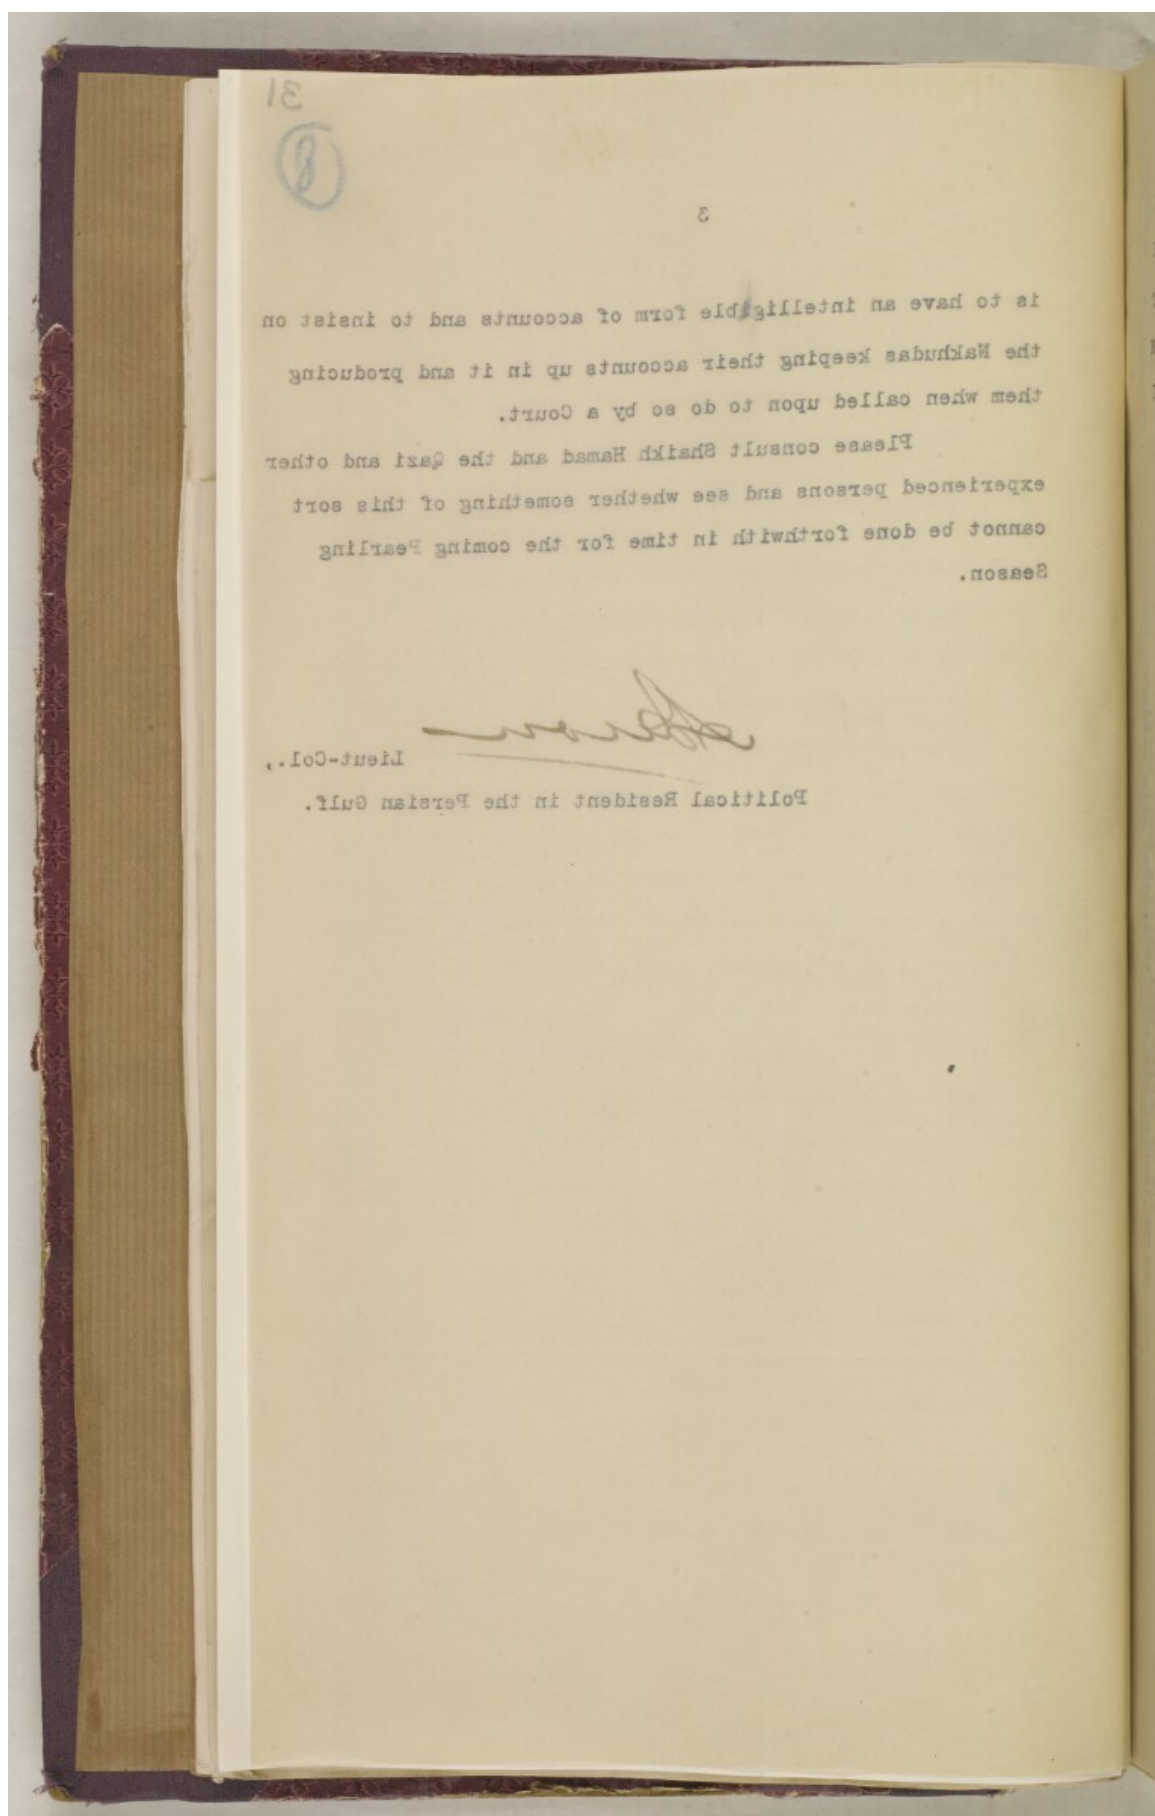 31
8
3
is to have an intelligible form of accounts and to insist on
the Nakhudas keeping their accounts up in it and producing
them when called upon to do so by a Court.
Please consult Shaikh Hamad and the Qazi and other
experienced persons and see whether something of this sort
cannot be done forthwith in time for the coming Pearling
Season.
Lieut-Col.,
Political Resident in the Persian Gulf.